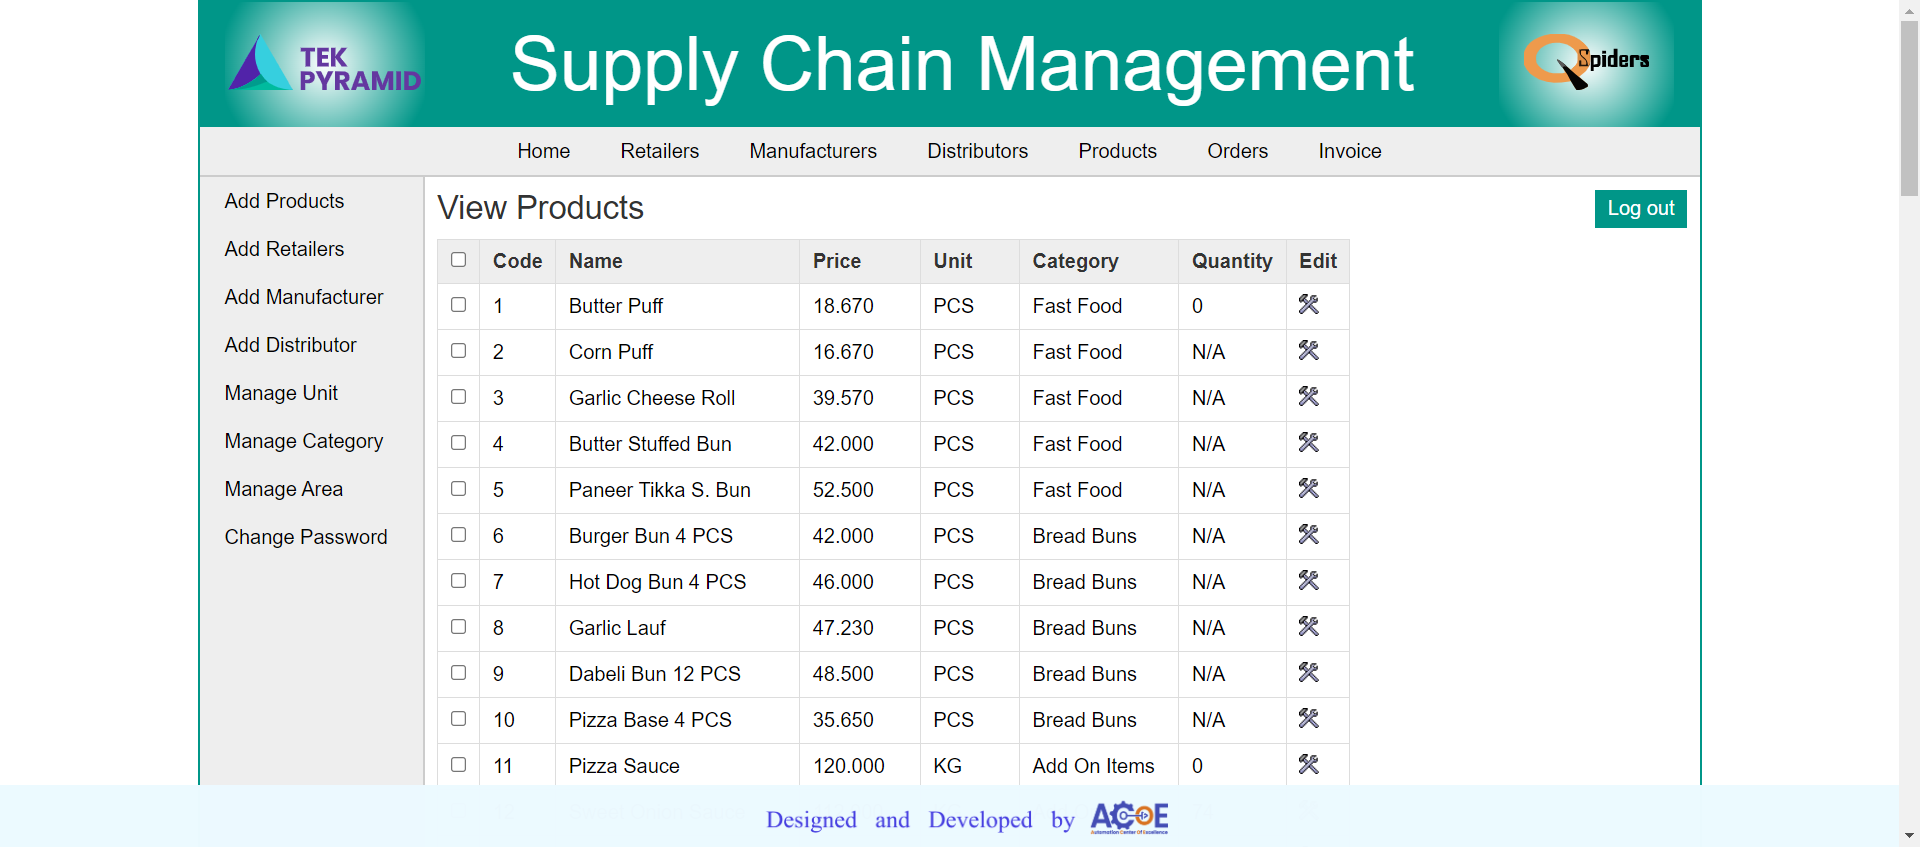 TEK
PYRAMID
Supply Chain Management
Spiders
Home Retailers Manufacturers Distributors Products Orders Invoice
Add Products
Add Retailers
Add Manufacturer
Add Distributor
Manage Unit
Manage Category
Manage Area
Change Password
View Products
Log out
Code Name Price Unit Category Quantity Edit
1 Butter Puff 18.670 PCS Fast Food 0
2 Corn Puff 16.670 PCS Fast Food N/A
3 Garlic Cheese Roll 39.570 PCS Fast Food N/A
4 Butter Stuffed Bun 42.000 PCS Fast Food N/A
5 Paneer Tikka S. Bun 52.500 PCS Fast Food N/A
6 Burger Bun 4 PCS 42.000 PCS Bread Buns N/A
7 Hot Dog Bun 4 PCS 46.000 PCS Bread Buns N/A
8 Garlic Lauf 47.230 PCS Bread Buns N/A
9 Dabeli Bun 12 PCS 48.500 PCS Bread Buns N/A
10 Pizza Base 4 PCS 35.650 PCS Bread Buns N/A
11 Pizza Sauce 120.000 KG Add On Items 0
Designed and Developed by
ACOE
Automation Center Of Excellence